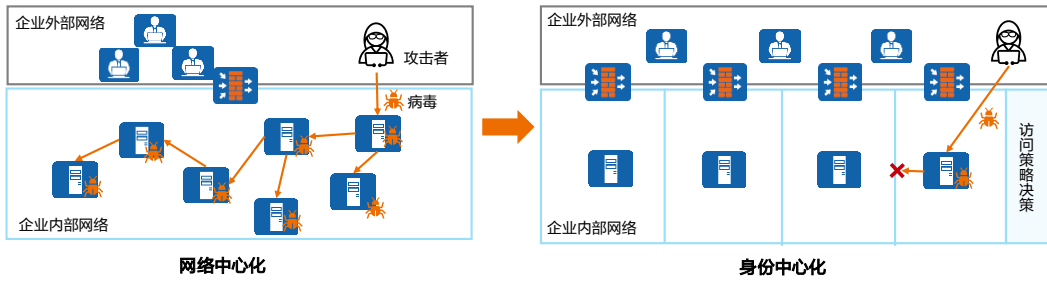 企业外部网络
攻击者
病毒
企业内部网络
网络中心化
企业外部网络
访问策略决策
企业内部网络
身份中心化